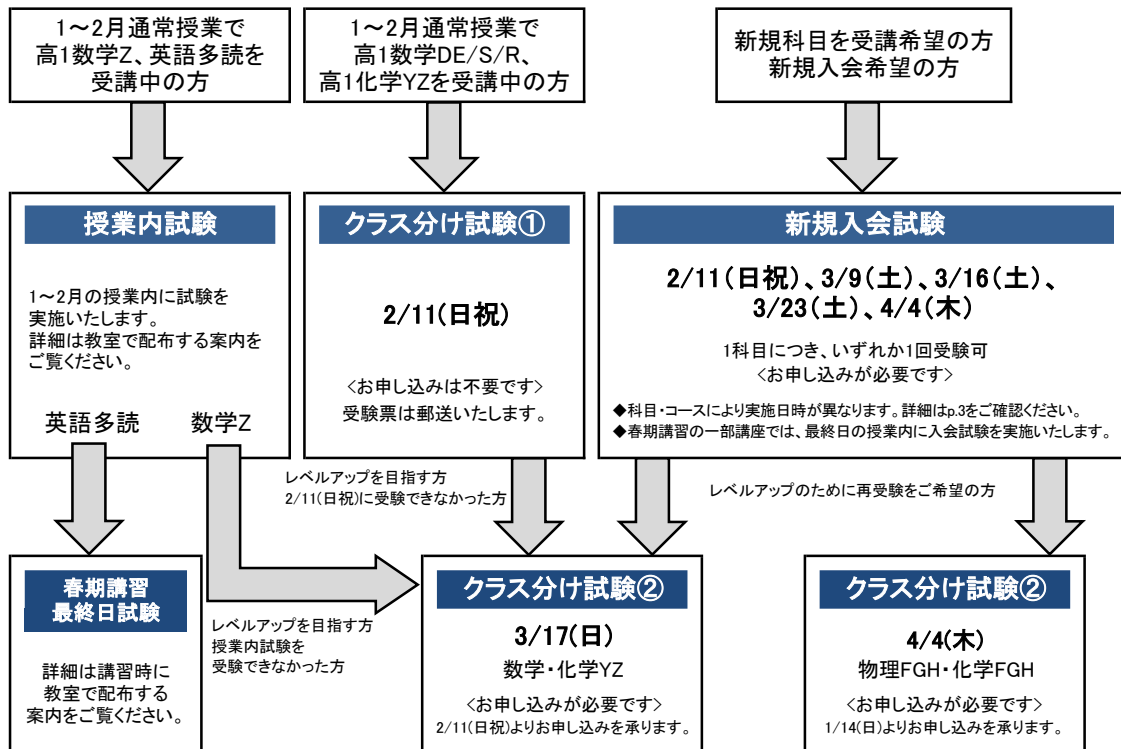 1～2月通常授業で
高1数学Z、英語多読を
受講中の方
1～2月通常授業で
高1数学DE/S/R、
高1化学YZを受講中の方
新規科目を受講希望の方
新規入会希望の方
授業内試験
1～2月の授業内に試験を
実施いたします。
詳細は教室で配布する案内を
ご覧ください。
英語多読
数学Z
クラス分け試験①
2/11(日祝)
<お申し込みは不要です>
受験票は郵送いたします。
新規入会試験
2/11(日祝)、3/9(土)、3/16(土)、
3/23(土)、4/4(木)
1科目につき、いずれか1回受験可
<お申し込みが必要です>
◆科目・コースにより実施日時が異なります。詳細はp.3をご確認ください。
◆春期講習の一部講座では、最終日の授業内に入会試験を実施いたします。
レベルアップを目指す方
2/11(日祝)に受験できなかった方
レベルアップのために再受験をご希望の方
春期講習
最終日試験
詳細は講習時に
教室で配布する
案内をご覧ください。
レベルアップを目指す方
授業内試験を
受験できなかった方
クラス分け試験②
3/17(日)
数学・化学YZ
<お申し込みが必要です>
2/11(日祝)よりお申し込みを承ります。
クラス分け試験②
4/4(木)
物理FGH・化学FGH
<お申し込みが必要です>
1/14(日)よりお申し込みを承ります。